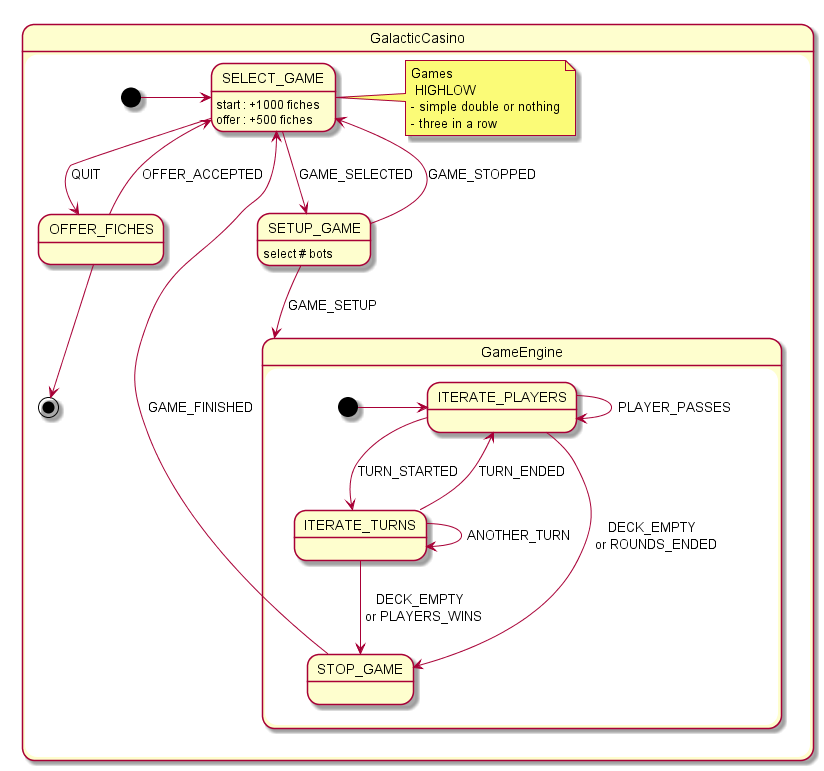 GalacticCasino
SELECT_GAME
start : +1000 fiches
offer : +500 fiches
Games
HIGHLOW
- simple double or nothing
- three in a row
QUIT
OFFER_ACCEPTED
GAME_SELECTED
GAME_STOPPED
OFFER_FICHES
SETUP_GAME
select # bots
GAME_SETUP
GameEngine
ITERATE_PLAYERS
GAME_FINISHED
PLAYER_PASSES
TURN_STARTED
TURN_ENDED
ITERATE_TURNS
ANOTHER_TURN
DECK_EMPTY
or ROUNDS_ENDED
DECK_EMPTY
or PLAYERS_WINS
STOP_GAME